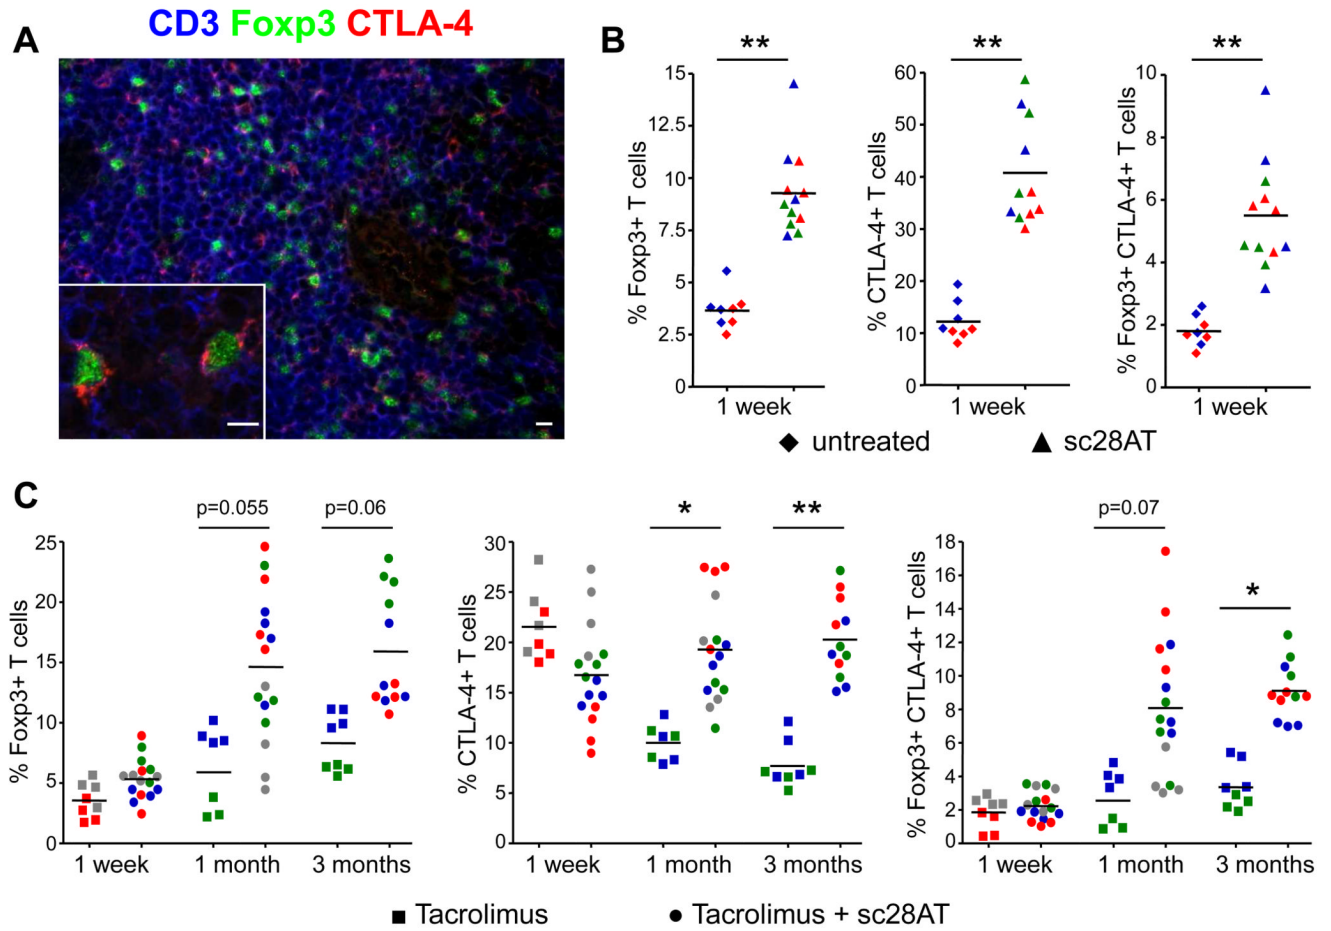 CD3 Foxp3 CTLA-4
A
B
**
**
**
% Foxp3+ T cells
15
12.5
10
7.5
5
2.5
0
1 week
% CTLA-4+ T cells
60
50
40
30
20
10
0
1 week
% Foxp3+ CTLA-4+ T cells
10
8
6
4
2
0
1 week
untreated
sc28AT
C
p=0.055
p=0.06
% Foxp3+ T cells
25
20
15
10
5
0
1 week
1 month
3 months
*
**
% CTLA-4+ T cells
30
25
20
15
10
5
0
1 week
1 month
3 months
p=0.07
*
% Foxp3+ CTLA-4+ T cells
18
16
14
12
10
8
6
4
2
0
1 week
1 month
3 months
Tacrolimus
Tacrolimus + sc28AT